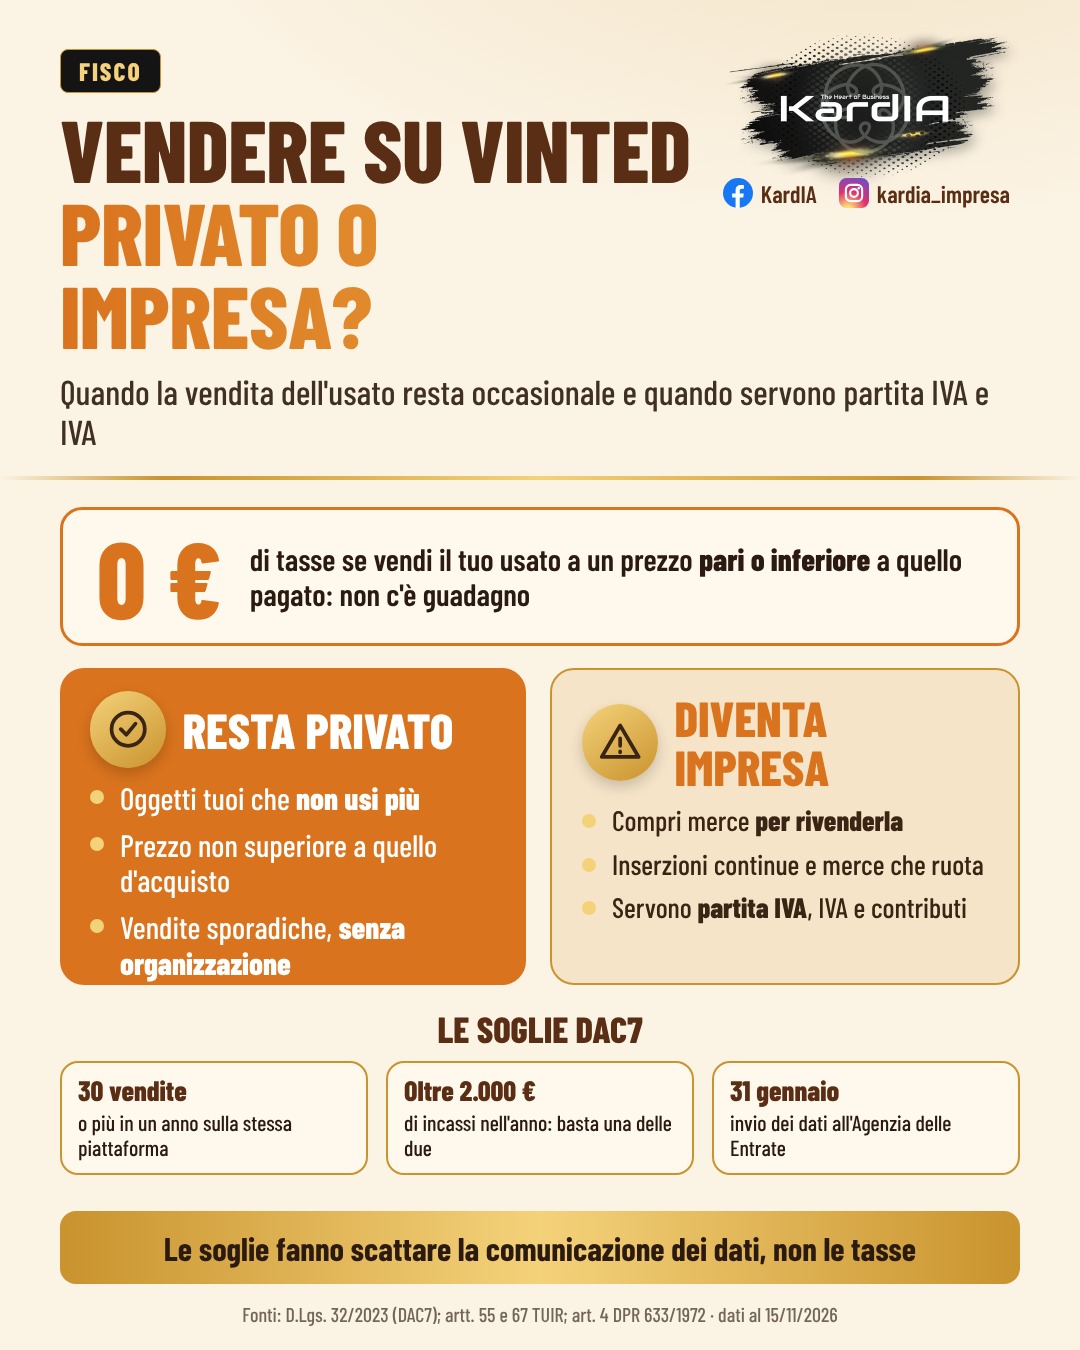 FISCO
VENDERE SU VINTED
PRIVATO O
IMPRESA?
The Heart of Business
KardIA
KardIA
kardia_impresa
Quando la vendita dell'usato resta occasionale e quando servono partita IVA e
IVA
0 €
di tasse se vendi il tuo usato a un prezzo pari o inferiore a quello
pagato: non c'è guadagno
RESTA PRIVATO
Oggetti tuoi che non usi più
Prezzo non superiore a quello
d'acquisto
Vendite sporadiche, senza
organizzazione
DIVENTA
IMPRESA
Compri merce per rivenderla
Inserzioni continue e merce che ruota
Servono partita IVA, IVA e contributi
LE SOGLIE DAC7
30 vendite
o più in un anno sulla stessa
piattaforma
Oltre 2.000 €
di incassi nell'anno: basta una delle
due
31 gennaio
invio dei dati all'Agenzia delle
Entrate
Le soglie fanno scattare la comunicazione dei dati, non le tasse
Fonti: D.Lgs. 32/2023 (DAC7); artt. 55 e 67 TUIR; art. 4 DPR 633/1972 · dati al 15/11/2026